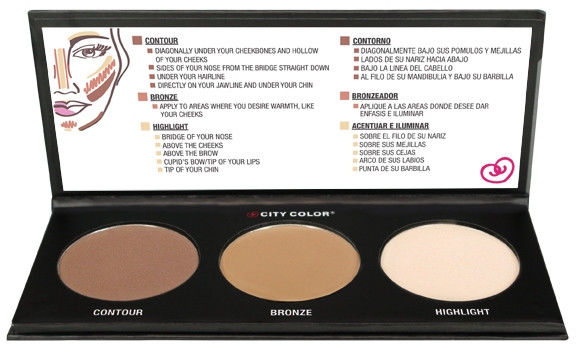 CONTOUR
DIAGONALLY UNDER YOUR CHEEKBONES AND HOLLOW
OF YOUR CHEEKS
SIDES OF YOUR NOSE FROM THE BRIDGE STRAIGHT DOWN
UNDER YOUR HAIRLINE
DIRECTLY ON YOUR JAWLINE AND UNDER YOUR CHIN
BRONZE
APPLY TO AREAS WHERE YOU DESIRE WARMTH, LIKE
YOUR CHEEKS
HIGHLIGHT
BRIDGE OF YOUR NOSE
ABOVE THE CHEEKS
ABOVE THE BROW
CUPID'S BOW/TIP OF YOUR LIPS
TIP OF YOUR CHIN
CONTORNO
DIAGONALMENTE BAJO SUS POMULOS Y MEJILLAS
LADOS DE SU NARIZ HACIA ABAJO
BAJO LA LINEA DEL CABELLO
AL FILO DE SU MANDIBULIA Y BAJO SU BARBILLA
BRONZEADOR
APLIQUE A LAS AREAS DONDE DESEE DAR
ENFASIS E ILUMINAR
ACENTUAR E ILUMINAR
SOBRE EL FILO DE SU NARIZ
SOBRE SUS MEJILLAS
SOBRE SUS CEJAS
ARCO DE SUS LABIOS
PUNTA DE SU BARBILLA
CITY COLOR®
CONTOUR
BRONZE
HIGHLIGHT